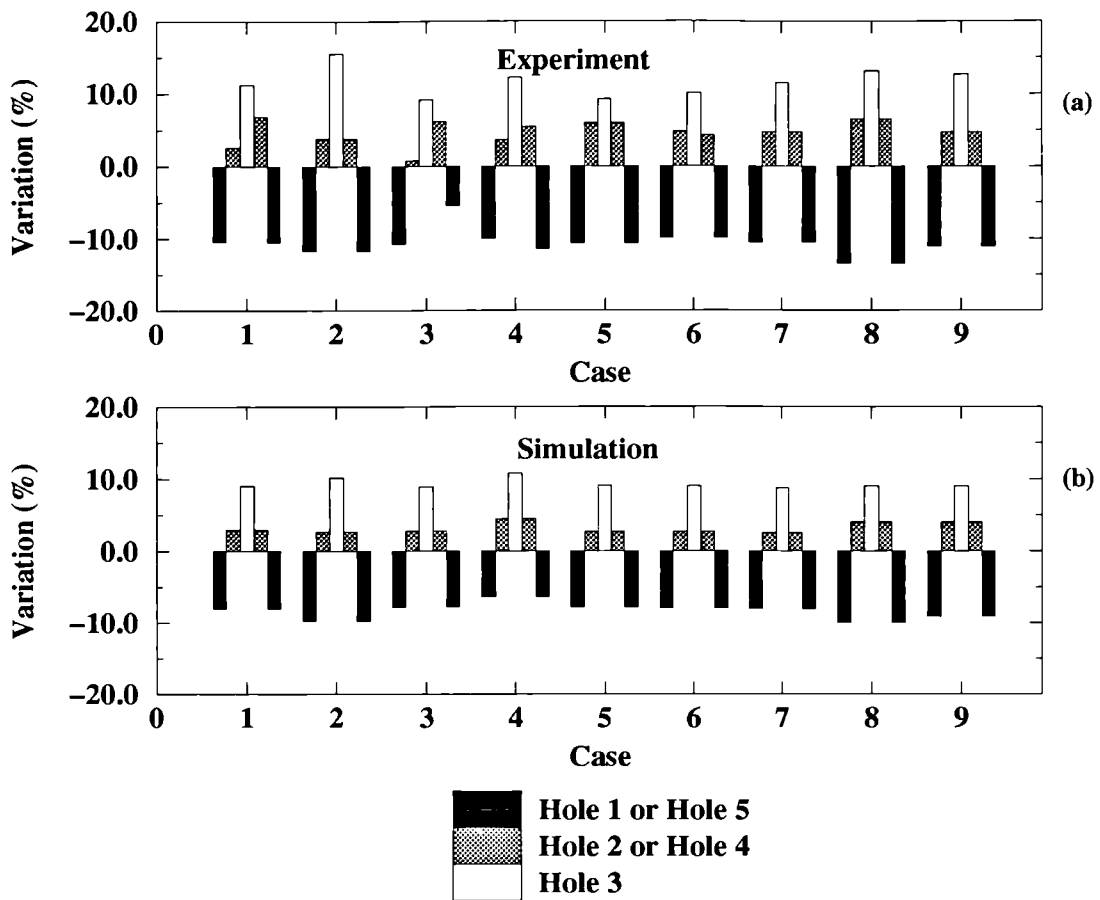 20.0
Experiment
10.0
(a)
0.0
Variation (%)
−10.0
−20.0
0 1 2 3 4 5 6 7 8 9
Case
20.0
Simulation
10.0
(b)
0.0
Variation (%)
−10.0
−20.0
0 1 2 3 4 5 6 7 8 9
Case
Hole 1 or Hole 5
Hole 2 or Hole 4
Hole 3